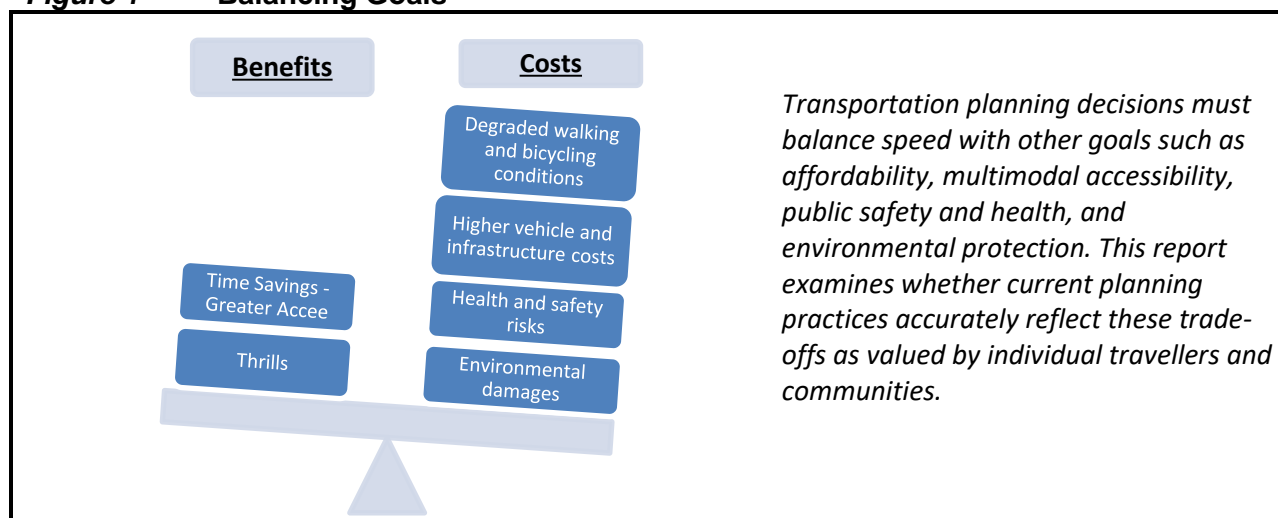 Figure 1 Balancing Goals
Benefits
Costs
Degraded walking
and bicycling
conditions
Higher vehicle and
infrastructure costs
Time Savings -
Greater Accee
Health and safety
risks
Thrills
Environmental
damages
Transportation planning decisions must
balance speed with other goals such as
affordability, multimodal accessibility,
public safety and health, and
environmental protection. This report
examines whether current planning
practices accurately reflect these trade-
offs as valued by individual travellers and
communities.